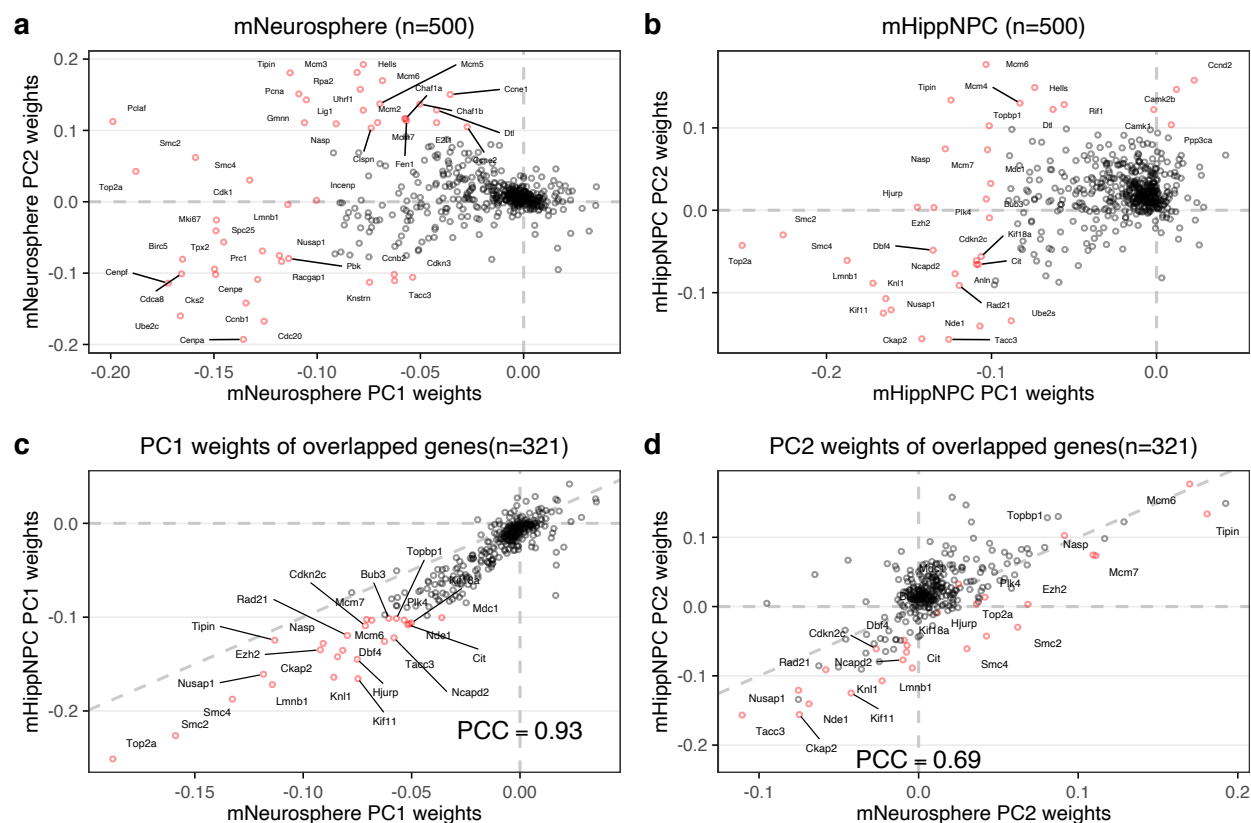 a
mNeurosphere (n=500)
mNeurosphere PC2 weights
0.2
0.1
0.0
-0.1
-0.2
Tipin
Mcm3
Hells
Mcm5
Rpa2
Mcm6
Chaf1a
Ccne1
Pcna
Uhrf1
Pclaf
Lig1
Mcm2
Chaf1b
Gmnn
Nasp
Mcm7
E2f1
Dtl
Smc2
Clspn
Fen1
Ccne2
Smc4
Top2a
Cdk1
Incenp
Mki67
Lmnb1
Spc25
Birc5
Tpx2
Nusap1
Cenpf
Prc1
Pbk
Ccnb2
Cdkn3
Racgap1
Cdca8
Cks2
Cenpe
Knstrn
Tacc3
Ube2c
Ccnb1
Cenpa
Cdc20
-0.20
-0.15
-0.10
-0.05
0.00
mNeurosphere PC1 weights
b
mHippNPC (n=500)
mHippNPC PC2 weights
0.1
0.0
-0.1
Mcm6
Ccnd2
Tipin
Mcm4
Hells
Topbp1
Rif1
Camk2b
Dtl
Camk1
Ppp3ca
Nasp
Mcm7
Mdc1
Hjurp
Bub3
Smc2
Ezh2
Plk4
Kif18a
Top2a
Smc4
Dbf4
Cdkn2c
Ncapd2
Cit
Lmnb1
Knl1
Anln
Kif11
Nusap1
Rad21
Nde1
Ube2s
Ckap2
Tacc3
-0.2
-0.1
0.0
mHippNPC PC1 weights
c
PC1 weights of overlapped genes(n=321)
mHippNPC PC1 weights
0.0
-0.1
-0.2
Topbp1
Cdkn2c
Bub3
Kif18a
Rad21
Mcm7
Plk4
Mdc1
Tipin
Nasp
Mcm6
Nde1
Ezh2
Dbf4
Cit
Ckap2
Tacc3
Nusap1
Hjurp
Ncapd2
Lmnb1
Knl1
Smc4
Kif11
Smc2
Top2a
PCC = 0.93
-0.15
-0.10
-0.05
0.00
mNeurosphere PC1 weights
d
PC2 weights of overlapped genes(n=321)
mHippNPC PC2 weights
0.1
0.0
-0.1
-0.2
Mcm6
Topbp1
Tipin
Nasp
Mdc1
Mcm7
Plk4
Ezh2
Top2a
Dbf4
Hjurp
Cdkn2c
Kif18a
Smc2
Rad21
Ncapd2
Cit
Smc4
Nusap1
Knl1
Lmnb1
Nde1
Kif11
Tacc3
Ckap2
PCC = 0.69
-0.1
0.0
0.1
0.2
mNeurosphere PC2 weights